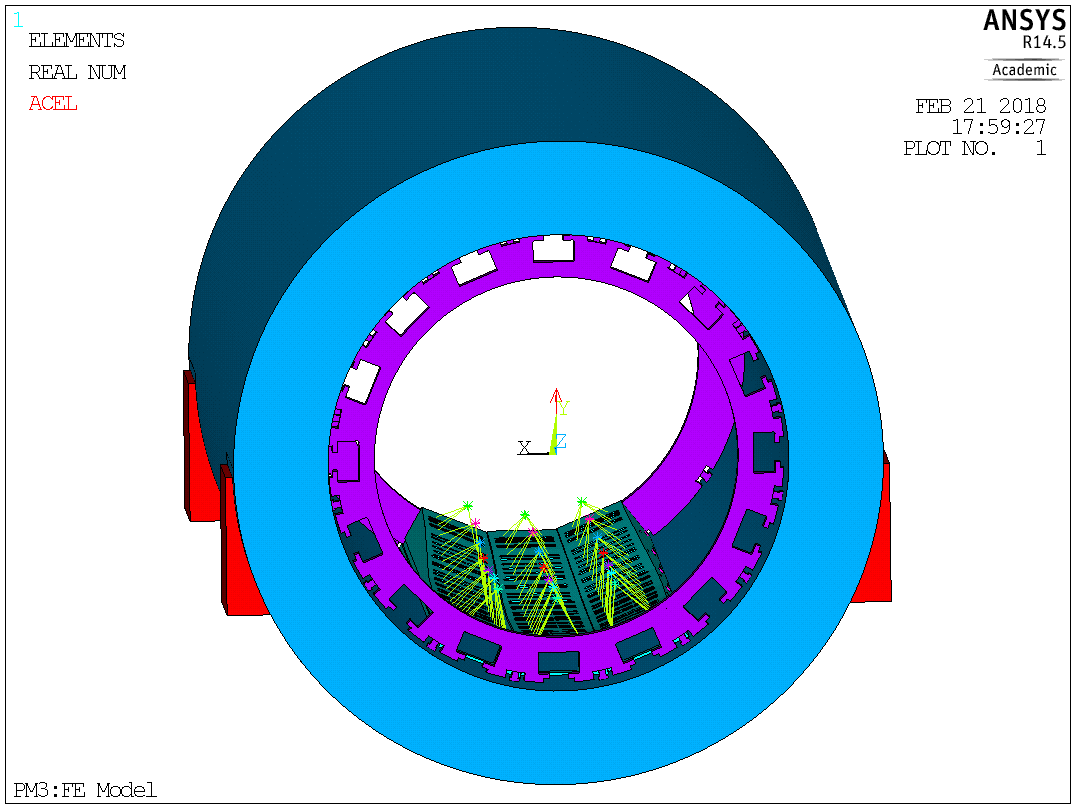 1
ELEMENTS
REAL NUM
ACEL
ANSYS
R14.5
Academic
FEB 21 2018
17:59:27
PLOT NO. 1
Y
X
Z
PM3:FE Model